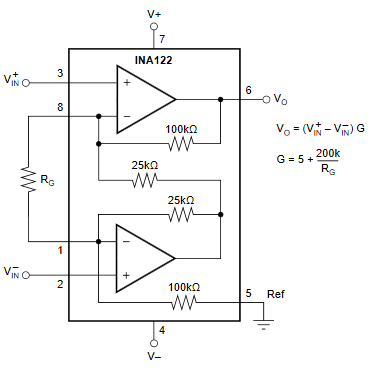 V+
7
INA122
V+IN
3
+
6
VO
8
–
VO = (V+IN – V–IN) G
100kΩ
G = 5 + 200k
RG
25kΩ
RG
25kΩ
1
–
V–IN
2
+
100kΩ
5
Ref
4
V–